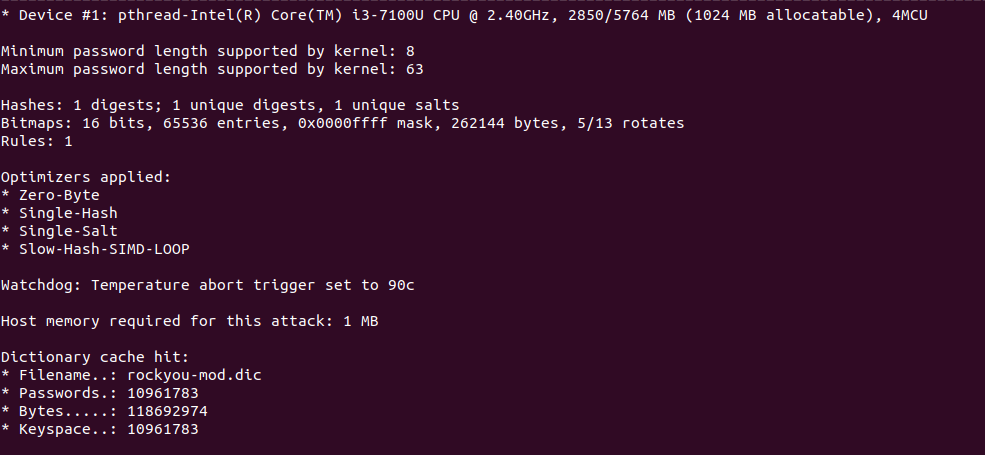 * Device #1: pthread-Intel(R) Core(TM) i3-7100U CPU @ 2.40GHz, 2850/5764 MB (1024 MB allocatable), 4MCU
Minimum password length supported by kernel: 8
Maximum password length supported by kernel: 63
Hashes: 1 digests; 1 unique digests, 1 unique salts
Bitmaps: 16 bits, 65536 entries, 0x0000ffff mask, 262144 bytes, 5/13 rotates
Rules: 1
Optimizers applied:
* Zero-Byte
* Single-Hash
* Single-Salt
* Slow-Hash-SIMD-LOOP
Watchdog: Temperature abort trigger set to 90c
Host memory required for this attack: 1 MB
Dictionary cache hit:
* Filename..: rockyou-mod.dic
* Passwords.: 10961783
* Bytes.....: 118692974
* Keyspace..: 10961783